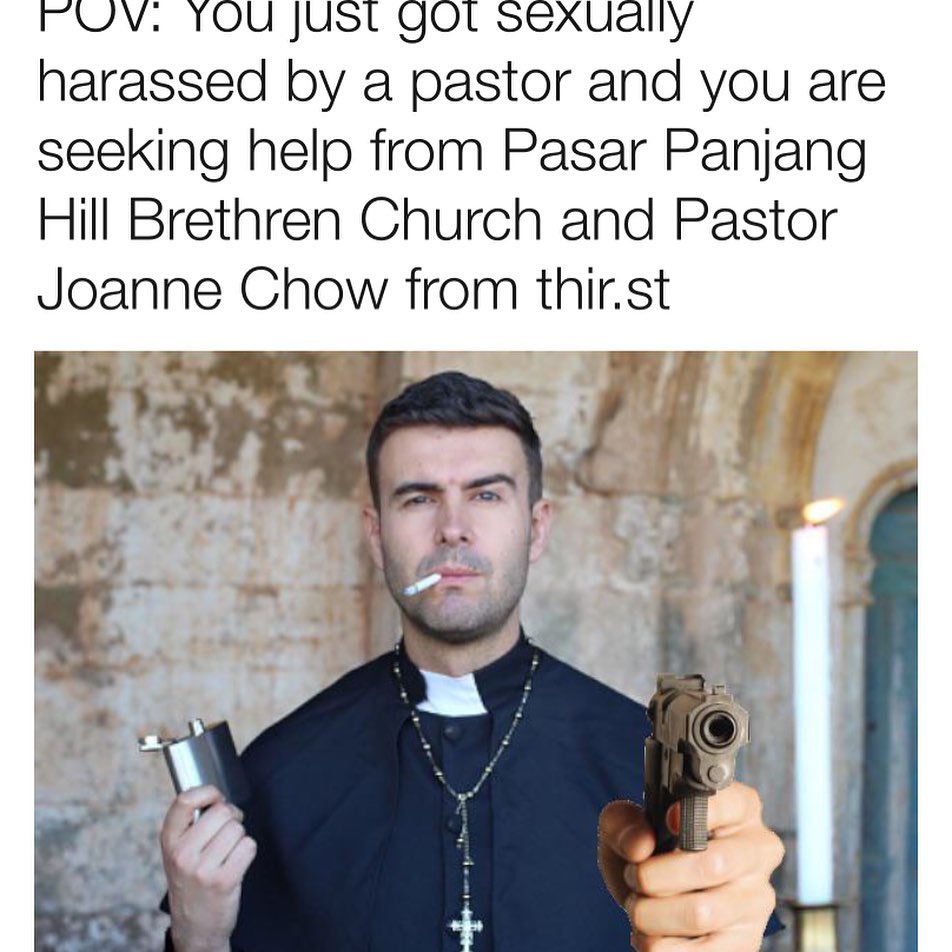 POV: You just got sexually
harassed by a pastor and you are
seeking help from Pasar Panjang
Hill Brethren Church and Pastor
Joanne Chow from thir.st